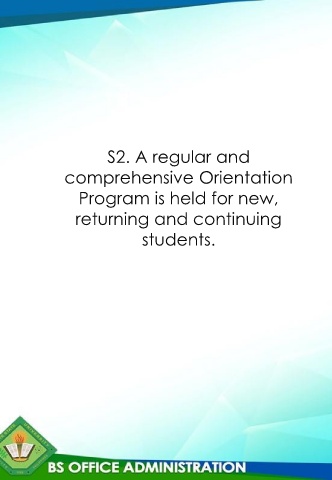 S2. A regular and
comprehensive Orientation
Program is held for new,
returning and continuing
students.
BS OFFICE ADMINISTRATION